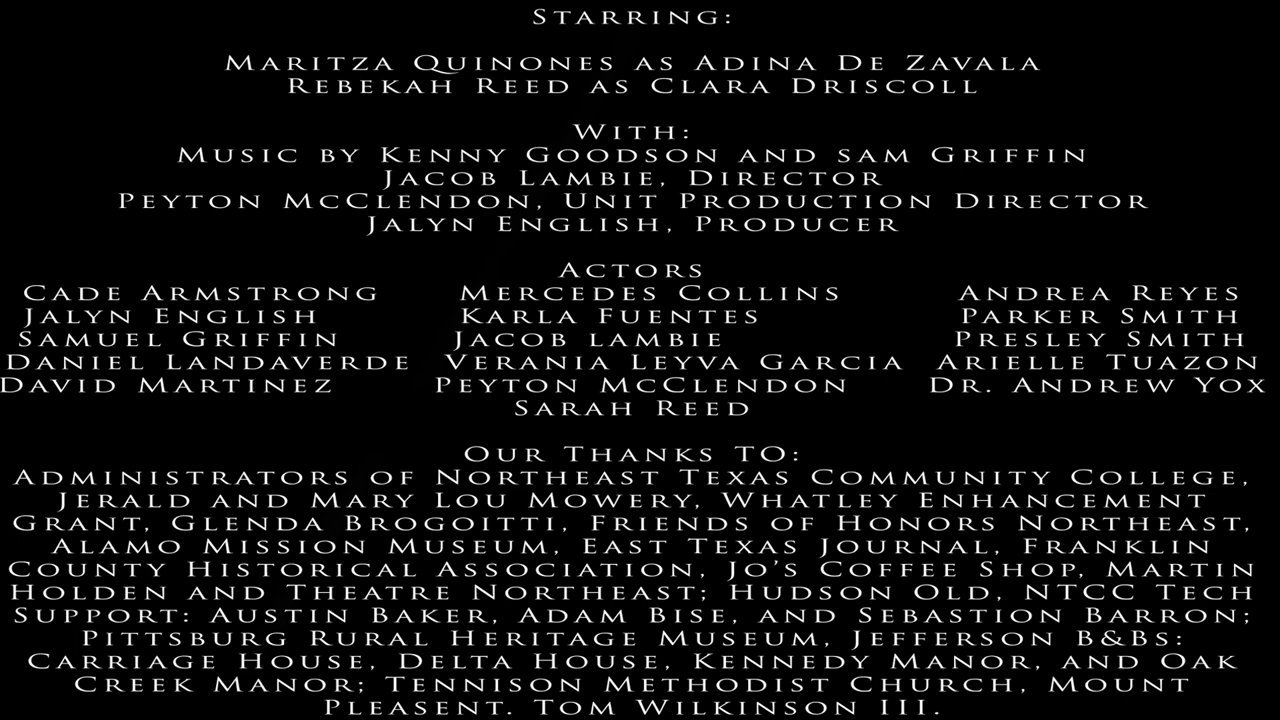 Starring:
Maritza Quinones as Adina De Zavala
Rebekah Reed as Clara Driscoll
With:
Music by Kenny Goodson and sam Griffin
Jacob Lambie, Director
Peyton McClendon, Unit Production Director
Jalyn English, Producer
Actors
Cade Armstrong Mercedes Collins Andrea Reyes
Jalyn English Karla Fuentes Parker Smith
Samuel Griffin Jacob lambie Presley Smith
Daniel Landaverde Verania Leyva Garcia Arielle Tuazon
David Martinez Peyton McClendon Dr. Andrew Yox
Sarah Reed
Our Thanks to:
Administrators of Northeast Texas Community College,
Jerald and Mary Lou Mowery, Whatley Enhancement
Grant, Glenda Brogoitti, Friends of Honors Northeast,
Alamo Mission Museum, East Texas Journal, Franklin
County Historical Association, Jo's Coffee Shop, Martin
Holden and Theatre Northeast; Hudson Old, NTCC Tech
Support: Austin Baker, Adam Bise, and Sebastion Barron;
Pittsburg Rural Heritage Museum, Jefferson B&Bs:
Carriage House, Delta House, Kennedy Manor, and Oak
Creek Manor; Tennison Methodist Church, Mount
Pleasent. Tom Wilkinson III.